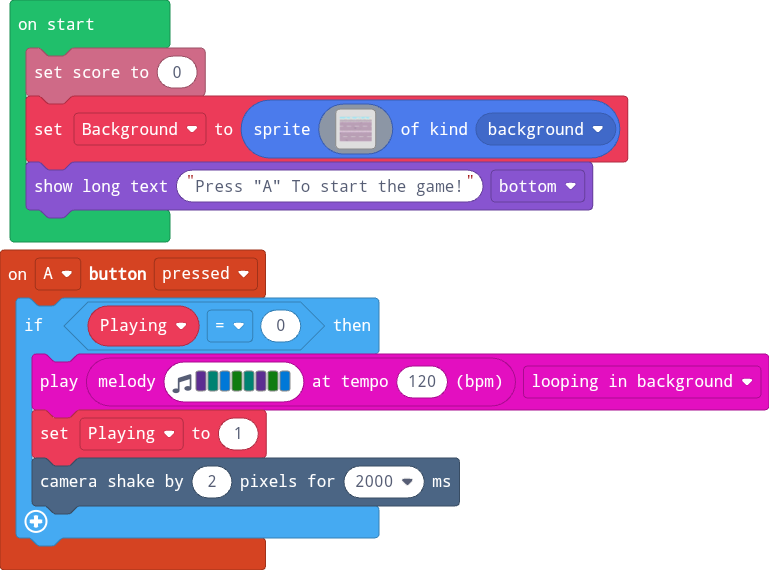 on start
set score to 0
set Background to sprite of kind background
show long text "Press "A" To start the game!" bottom
on A button pressed
if Playing = 0 then
play melody at tempo 120 (bpm) looping in background
set Playing to 1
camera shake by 2 pixels for 2000 ms